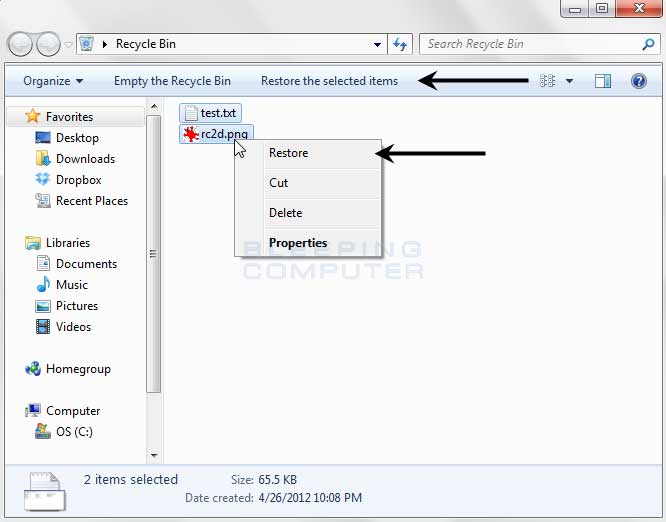 Recycle Bin
Search Recycle Bin
Organize Empty the Recycle Bin Restore the selected items
Favorites
Desktop
Downloads
Dropbox
Recent Places
Libraries
Documents
Music
Pictures
Videos
Homegroup
Computer
OS (C:)
test.txt
rc2d.png
Restore
Cut
Delete
Properties
BLEEPING
COMPUTER
2 items selected Size: 65.5 KB
Date created: 4/26/2012 10:08 PM